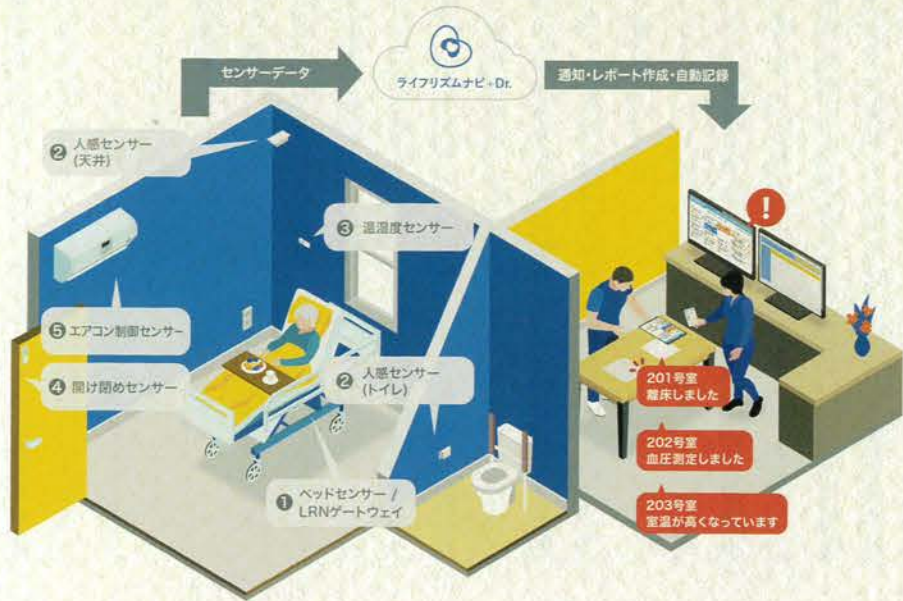 センサーデータ
ライフリズムナビ+Dr.
通知・レポート作成・自動記録
❷ 人感センサー
(天井)
❸ 温湿度センサー
❺ エアコン制御センサー
❹ 開け閉めセンサー
❷ 人感センサー
(トイレ)
❶ ベッドセンサー /
LRNゲートウェイ
!
201号室
離床しました
202号室
血圧測定しました
203号室
室温が高くなっています